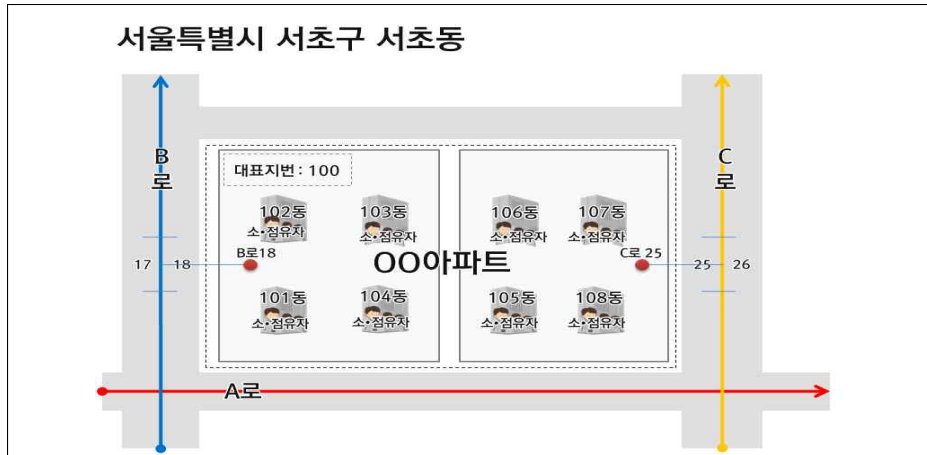 서울특별시 서초구 서초동
B로
C로
대표지번 : 100
102동
소•점유자
103동
소•점유자
106동
소•점유자
107동
소•점유자
B로18
OO아파트
C로 25
17
18
25
26
101동
소•점유자
104동
소•점유자
105동
소•점유자
108동
소•점유자
A로